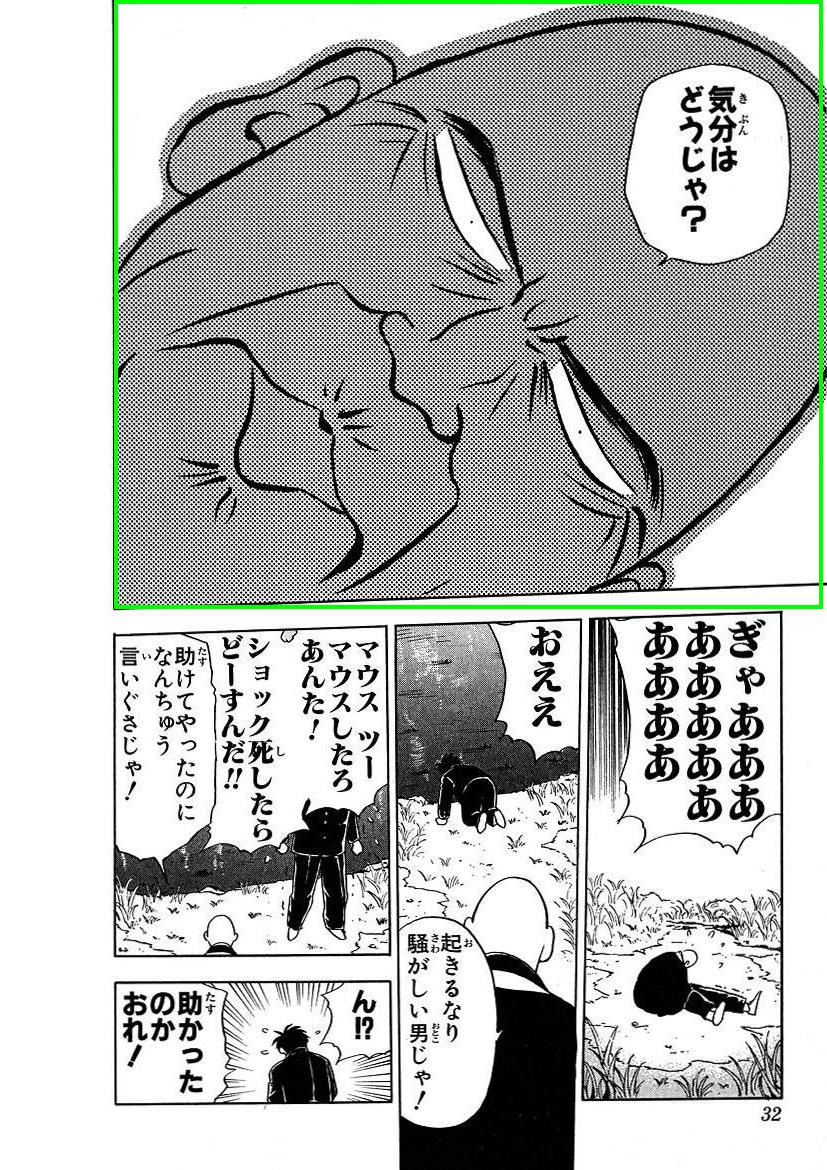 気分は
どうじゃ?
ぎゃあああ
ああああああ
あああああ
おええ
起きるなり
騒がしい男じゃ!
マウス ツー
マウスしたろ
あんた!
ショック死したら
どーすんだ!!
助けてやったのに
なんちゅう
言いぐさじゃ!
ん!?
助かった
のか
おれ!
32